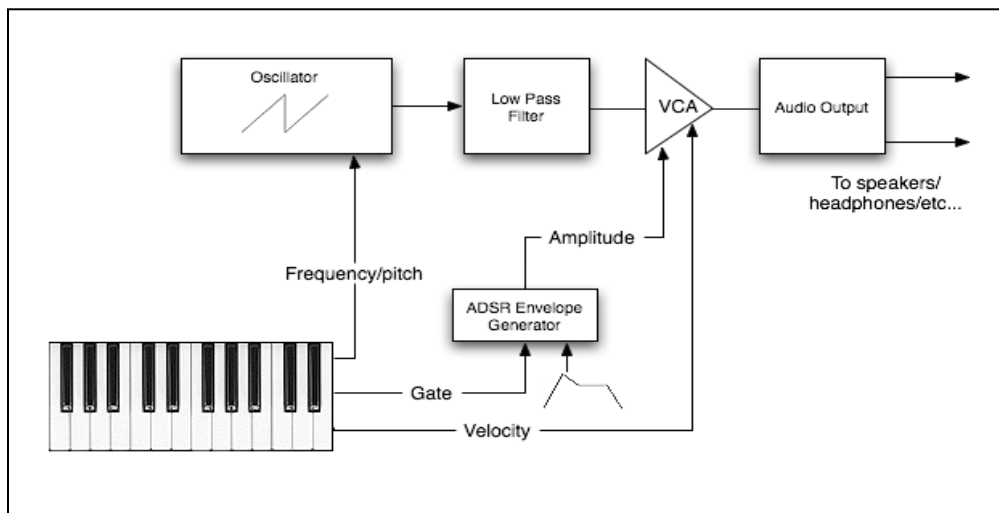 Oscillator
Low Pass
Filter
VCA
Audio Output
To speakers/
headphones/etc...
Amplitude
Frequency/pitch
ADSR Envelope
Generator
Gate
Velocity